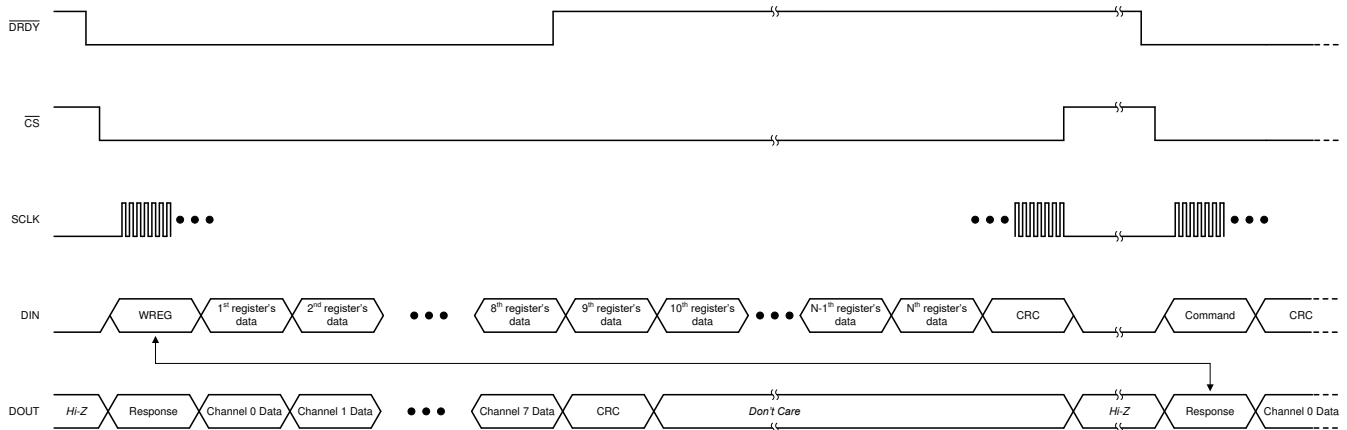 DRDY
CS
SCLK
DIN
WREG
1st register's
data
2nd register's
data
8th register's
data
9th register's
data
10th register's
data
N-1th register's
data
Nth register's
data
CRC
Command
CRC
DOUT
Hi-Z
Response
Channel 0 Data
Channel 1 Data
Channel 7 Data
CRC
Don't Care
Hi-Z
Response
Channel 0 Data